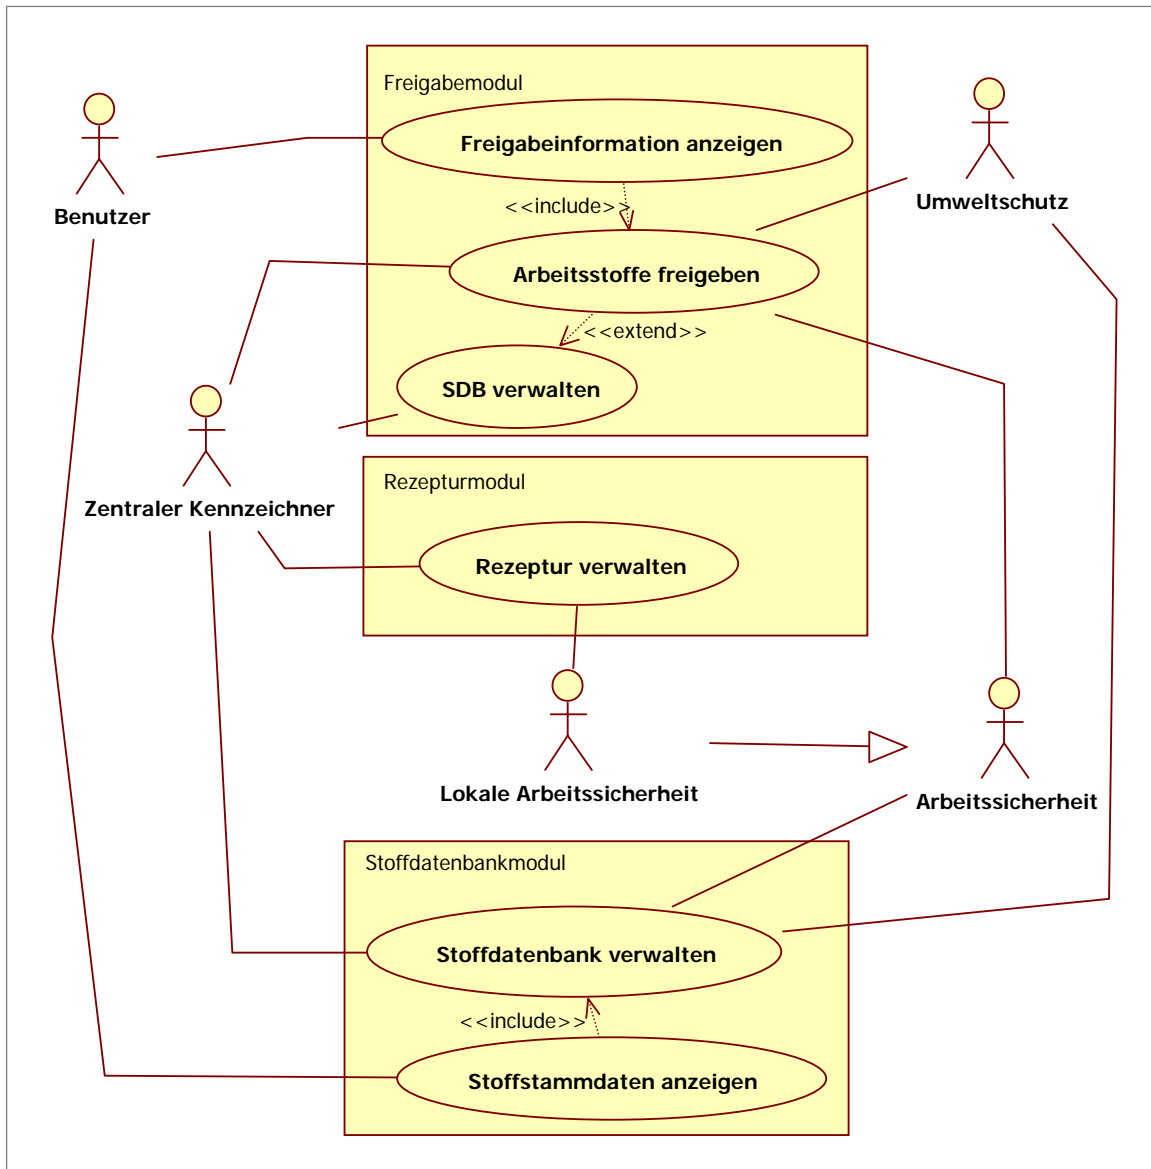 Freigabemodul
Freigabeinformation anzeigen
Umweltschutz
<<include>>
Benutzer
Arbeitsstoffe freigeben
<<extend>>
SDB verwalten
Rezepturmodul
Zentraler Kennzeichner
Rezeptur verwalten
Lokale Arbeitssicherheit
Arbeitssicherheit
Stoffdatenbankmodul
Stoffdatenbank verwalten
<<include>>
Stoffstammdaten anzeigen